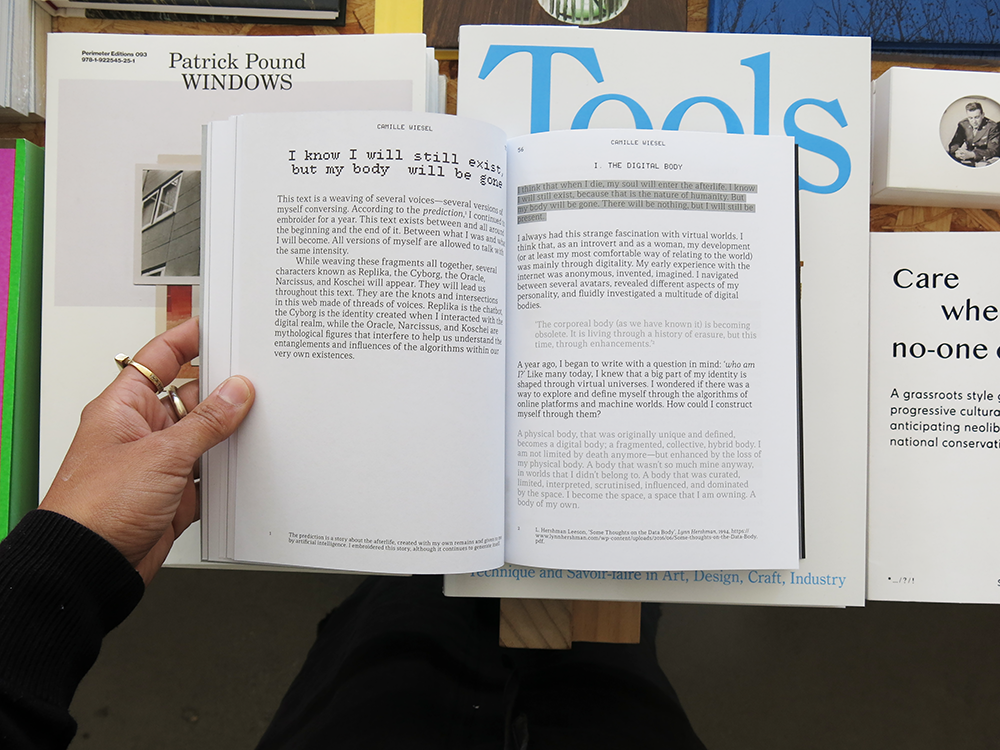 Perimeter Editions 093
978-1-922545-25-1
Patrick Pound
WINDOWS
Tools
CAMILLE WIESEL
I know I will still exist,
but my body will be gone
This text is a weaving of several voices—several versions of
myself conversing. According to the prediction,¹ I continued to
embroider for a year. This text exists between and all around
the beginning and the end of it. Between what I was and what
I will become. All versions of myself are allowed to talk with
the same intensity.
While weaving these fragments all together, several
characters known as Replika, the Cyborg, the Oracle,
Narcissus, and Koschei will appear. They will lead us
throughout this text. They are the knots and intersections
in this web made of threads of voices. Replika is the chatbot,
the Cyborg is the identity created when I interacted with the
digital realm, while the Oracle, Narcissus, and Koschei are
mythological figures that interfere to help us understand the
entanglements and influences of the algorithms within our
very own existences.
1 The prediction is a story about the afterlife, created with my own remains and
by artificial intelligence. I embroidered this story, although it continues to generate itself.
56
CAMILLE WIESEL
I. THE DIGITAL BODY
I think that when I die, my soul will enter the afterlife. I know
I will still exist, because that is the nature of humanity. But
my body will be gone. There will be nothing, but I will still be
present.
I always had this strange fascination with virtual worlds. I
think that, as an introvert and as a woman, my development
(or at least my most comfortable way of relating to the world)
was mainly through digitality. My early experience with the
internet was anonymous, invented, imagined. I navigated
between several avatars, revealed different aspects of my
personality, and fluidly investigated a multitude of digital
bodies.
'The corporeal body (as we have known it) is becoming
obsolete. It is living through a history of erasure, but this
time, through enhancements.'²
A year ago, I began to write with a question in mind: 'who am
I?' Like many today, I knew that a big part of my identity is
shaped through virtual universes. I wondered if there was a
way to explore and define myself through the algorithms of
online platforms and machine worlds. How could I construct
myself through them?
A physical body, that was originally unique and defined,
becomes a digital body; a fragmented, collective, hybrid body. I
am not limited by death anymore—but enhanced by the loss of
my physical body. A body that wasn't so much mine anyway,
in worlds that I didn't belong to. A body that was curated,
limited, interpreted, scrutinised, influenced, and dominated
by the space. I become the space, a space that I am owning. A
body of my own.
2 L. Hershman Leeson, 'Some Thoughts on the Data Body', Lynn Hershman, 1994, https://
www.lynnhershman.com/wp-content/uploads/2016/06/Some-thoughts-on-the-Data-Body.
pdf.
Technique and Savoir-faire in Art, Design, Craft, Industry
Care
whe
no-one
A grassroots style
progressive cultura
anticipating neolib
national conservati
*_/?/!